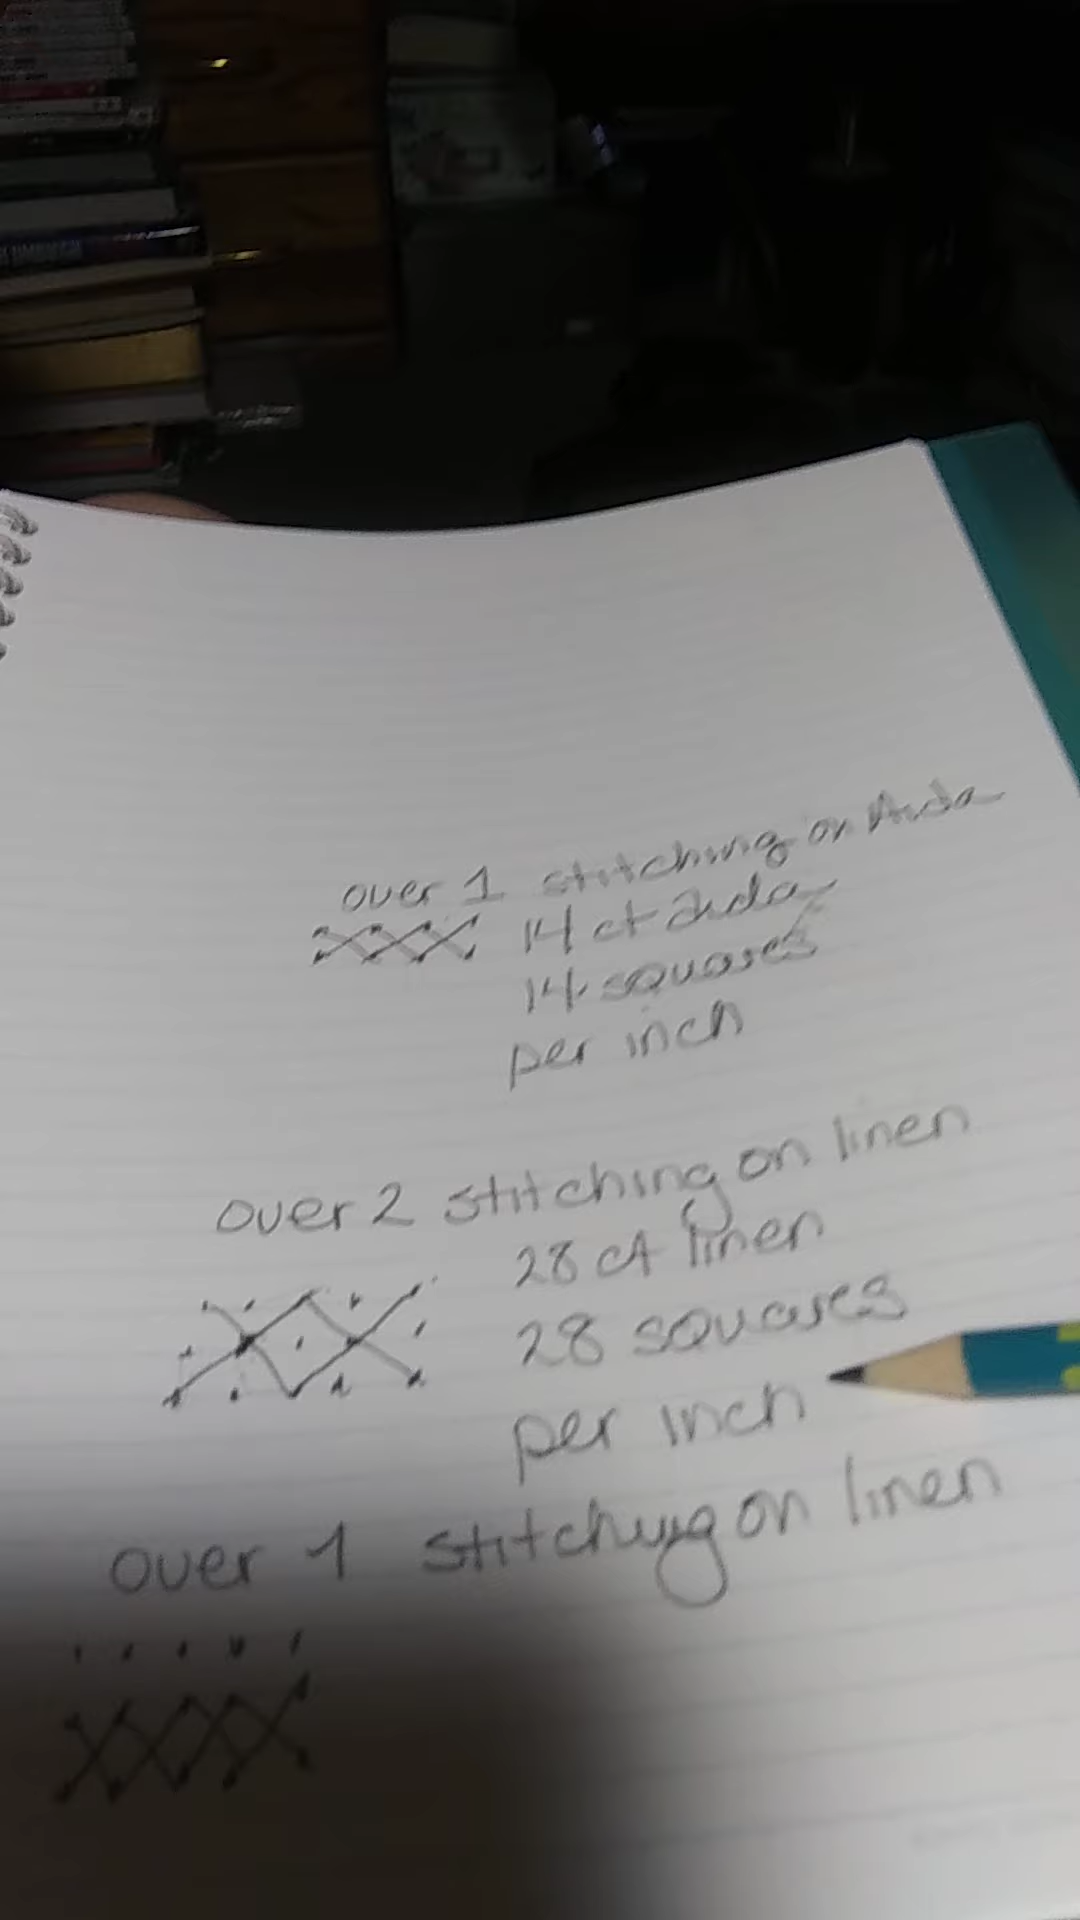 over 1 stitching on Aida
14 ct aida
14 squares
per inch
over 2 stitching on linen
28 ct linen
28 squares
per inch
over 1 stitching on linen